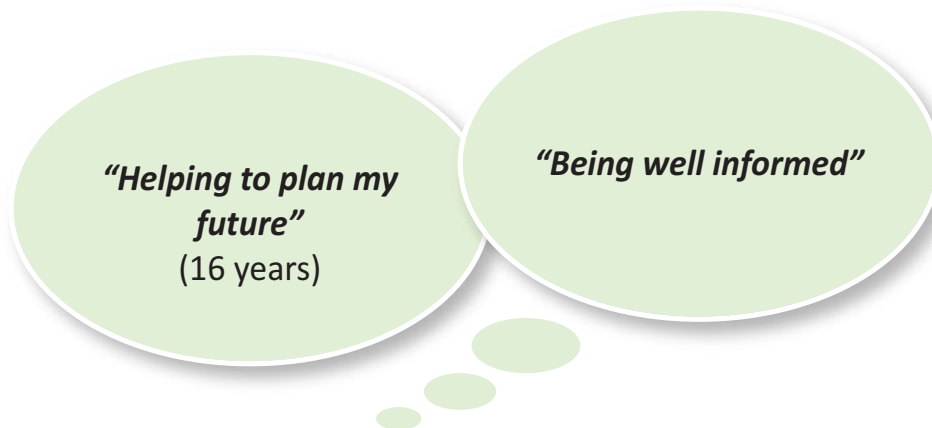 “Helping to plan my
future”
(16 years)
“Being well informed”